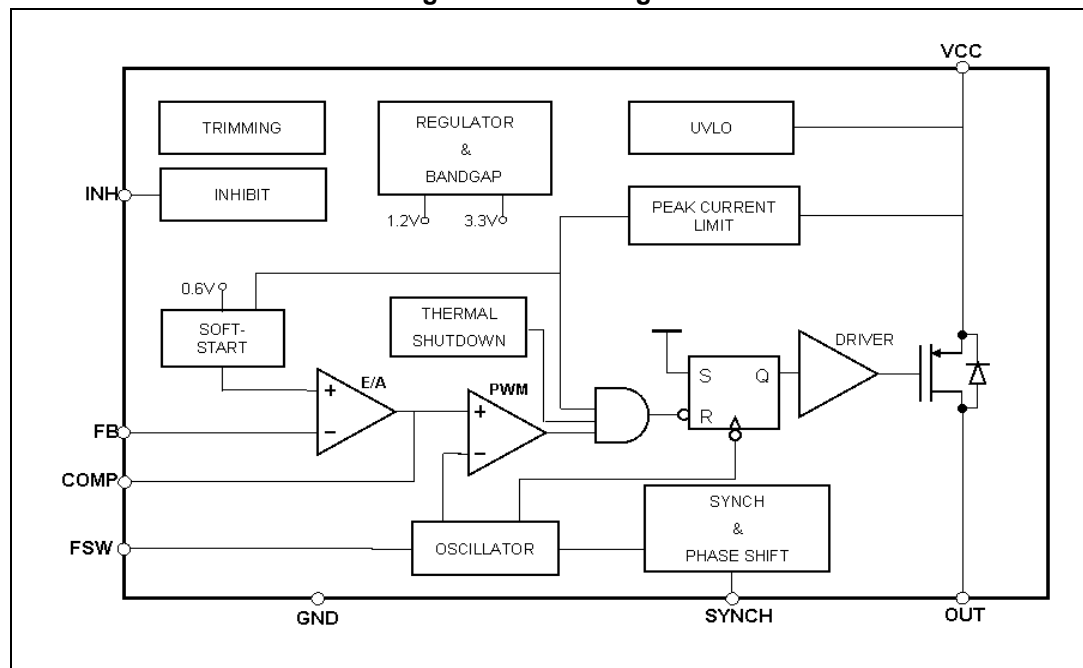 VCC
TRIMMING
REGULATOR
&
BANDGAP
UVLO
INH
INHIBIT
1.2V
3.3V
PEAK CURRENT
LIMIT
0.6V
SOFT-
START
THERMAL
SHUTDOWN
DRIVER
E/A
+
−
PWM
+
−
S
Q
R
FB
COMP
FSW
OSCILLATOR
SYNCH
&
PHASE SHIFT
GND
SYNCH
OUT